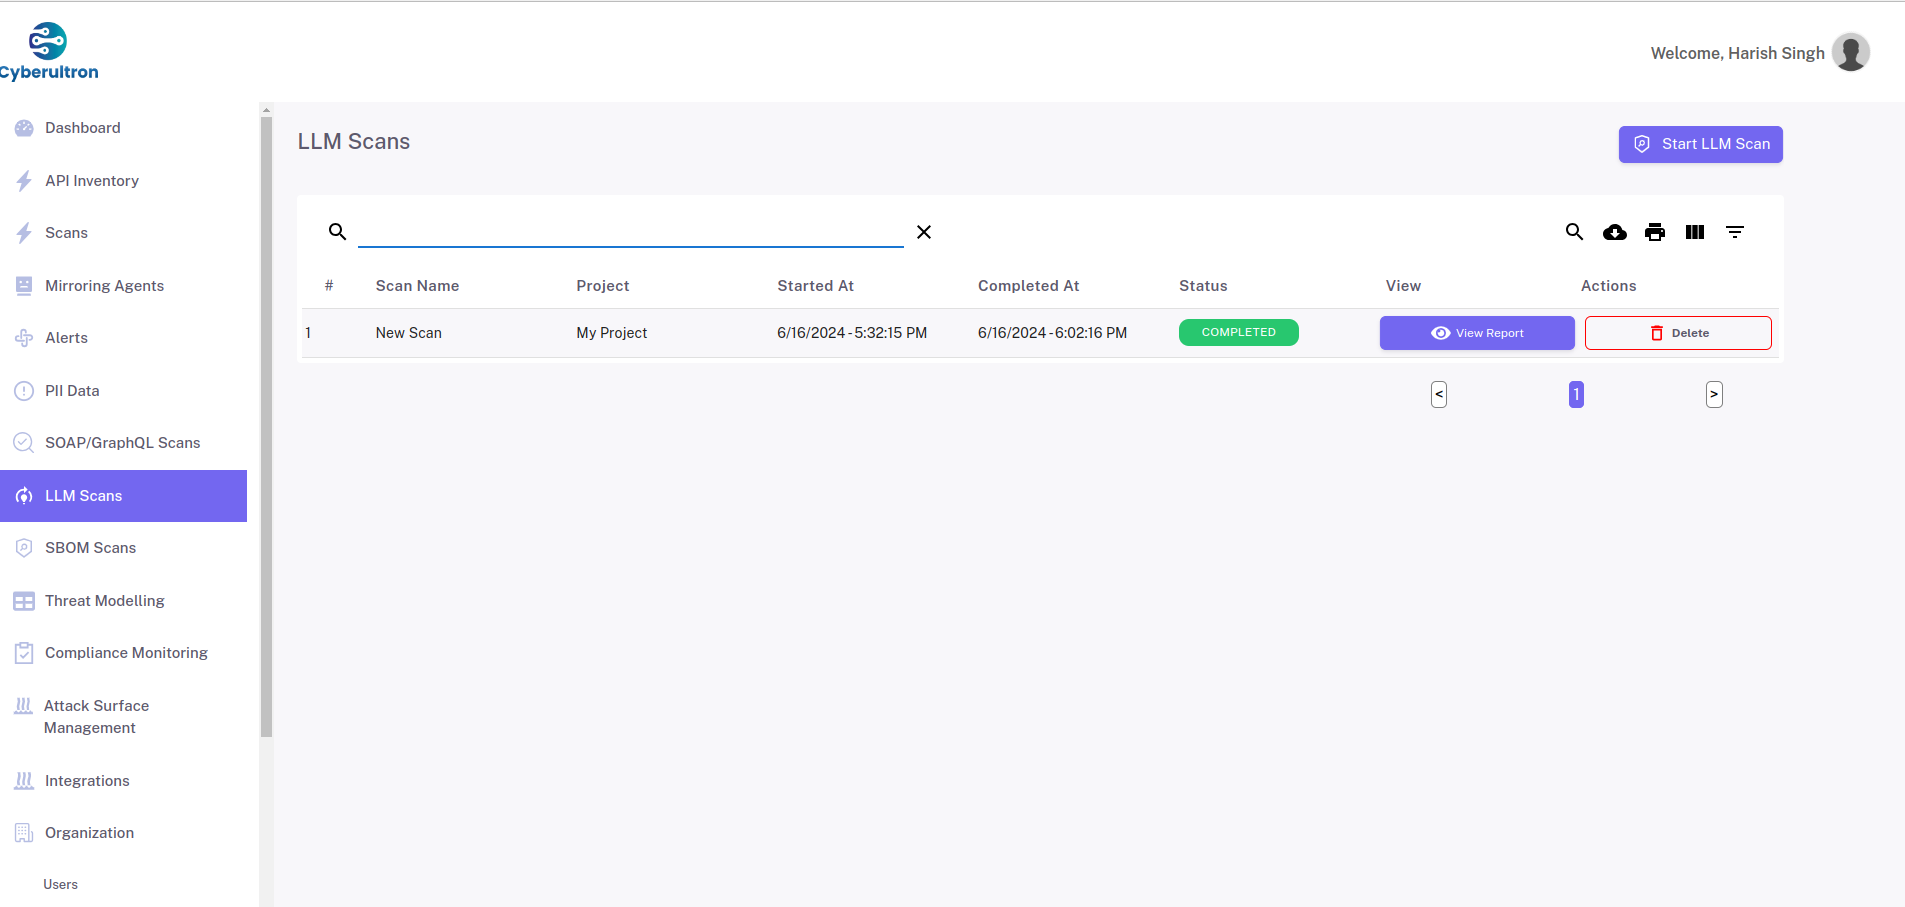 Cyberultron
Welcome, Harish Singh
Dashboard
API Inventory
Scans
Mirroring Agents
Alerts
PII Data
SOAP/GraphQL Scans
LLM Scans
SBOM Scans
Threat Modelling
Compliance Monitoring
Attack Surface
Management
Integrations
Organization
Users
LLM Scans
Start LLM Scan
# Scan Name Project Started At Completed At Status View Actions
1 New Scan My Project 6/16/2024 - 5:32:15 PM 6/16/2024 - 6:02:16 PM COMPLETED View Report Delete
< 1 >